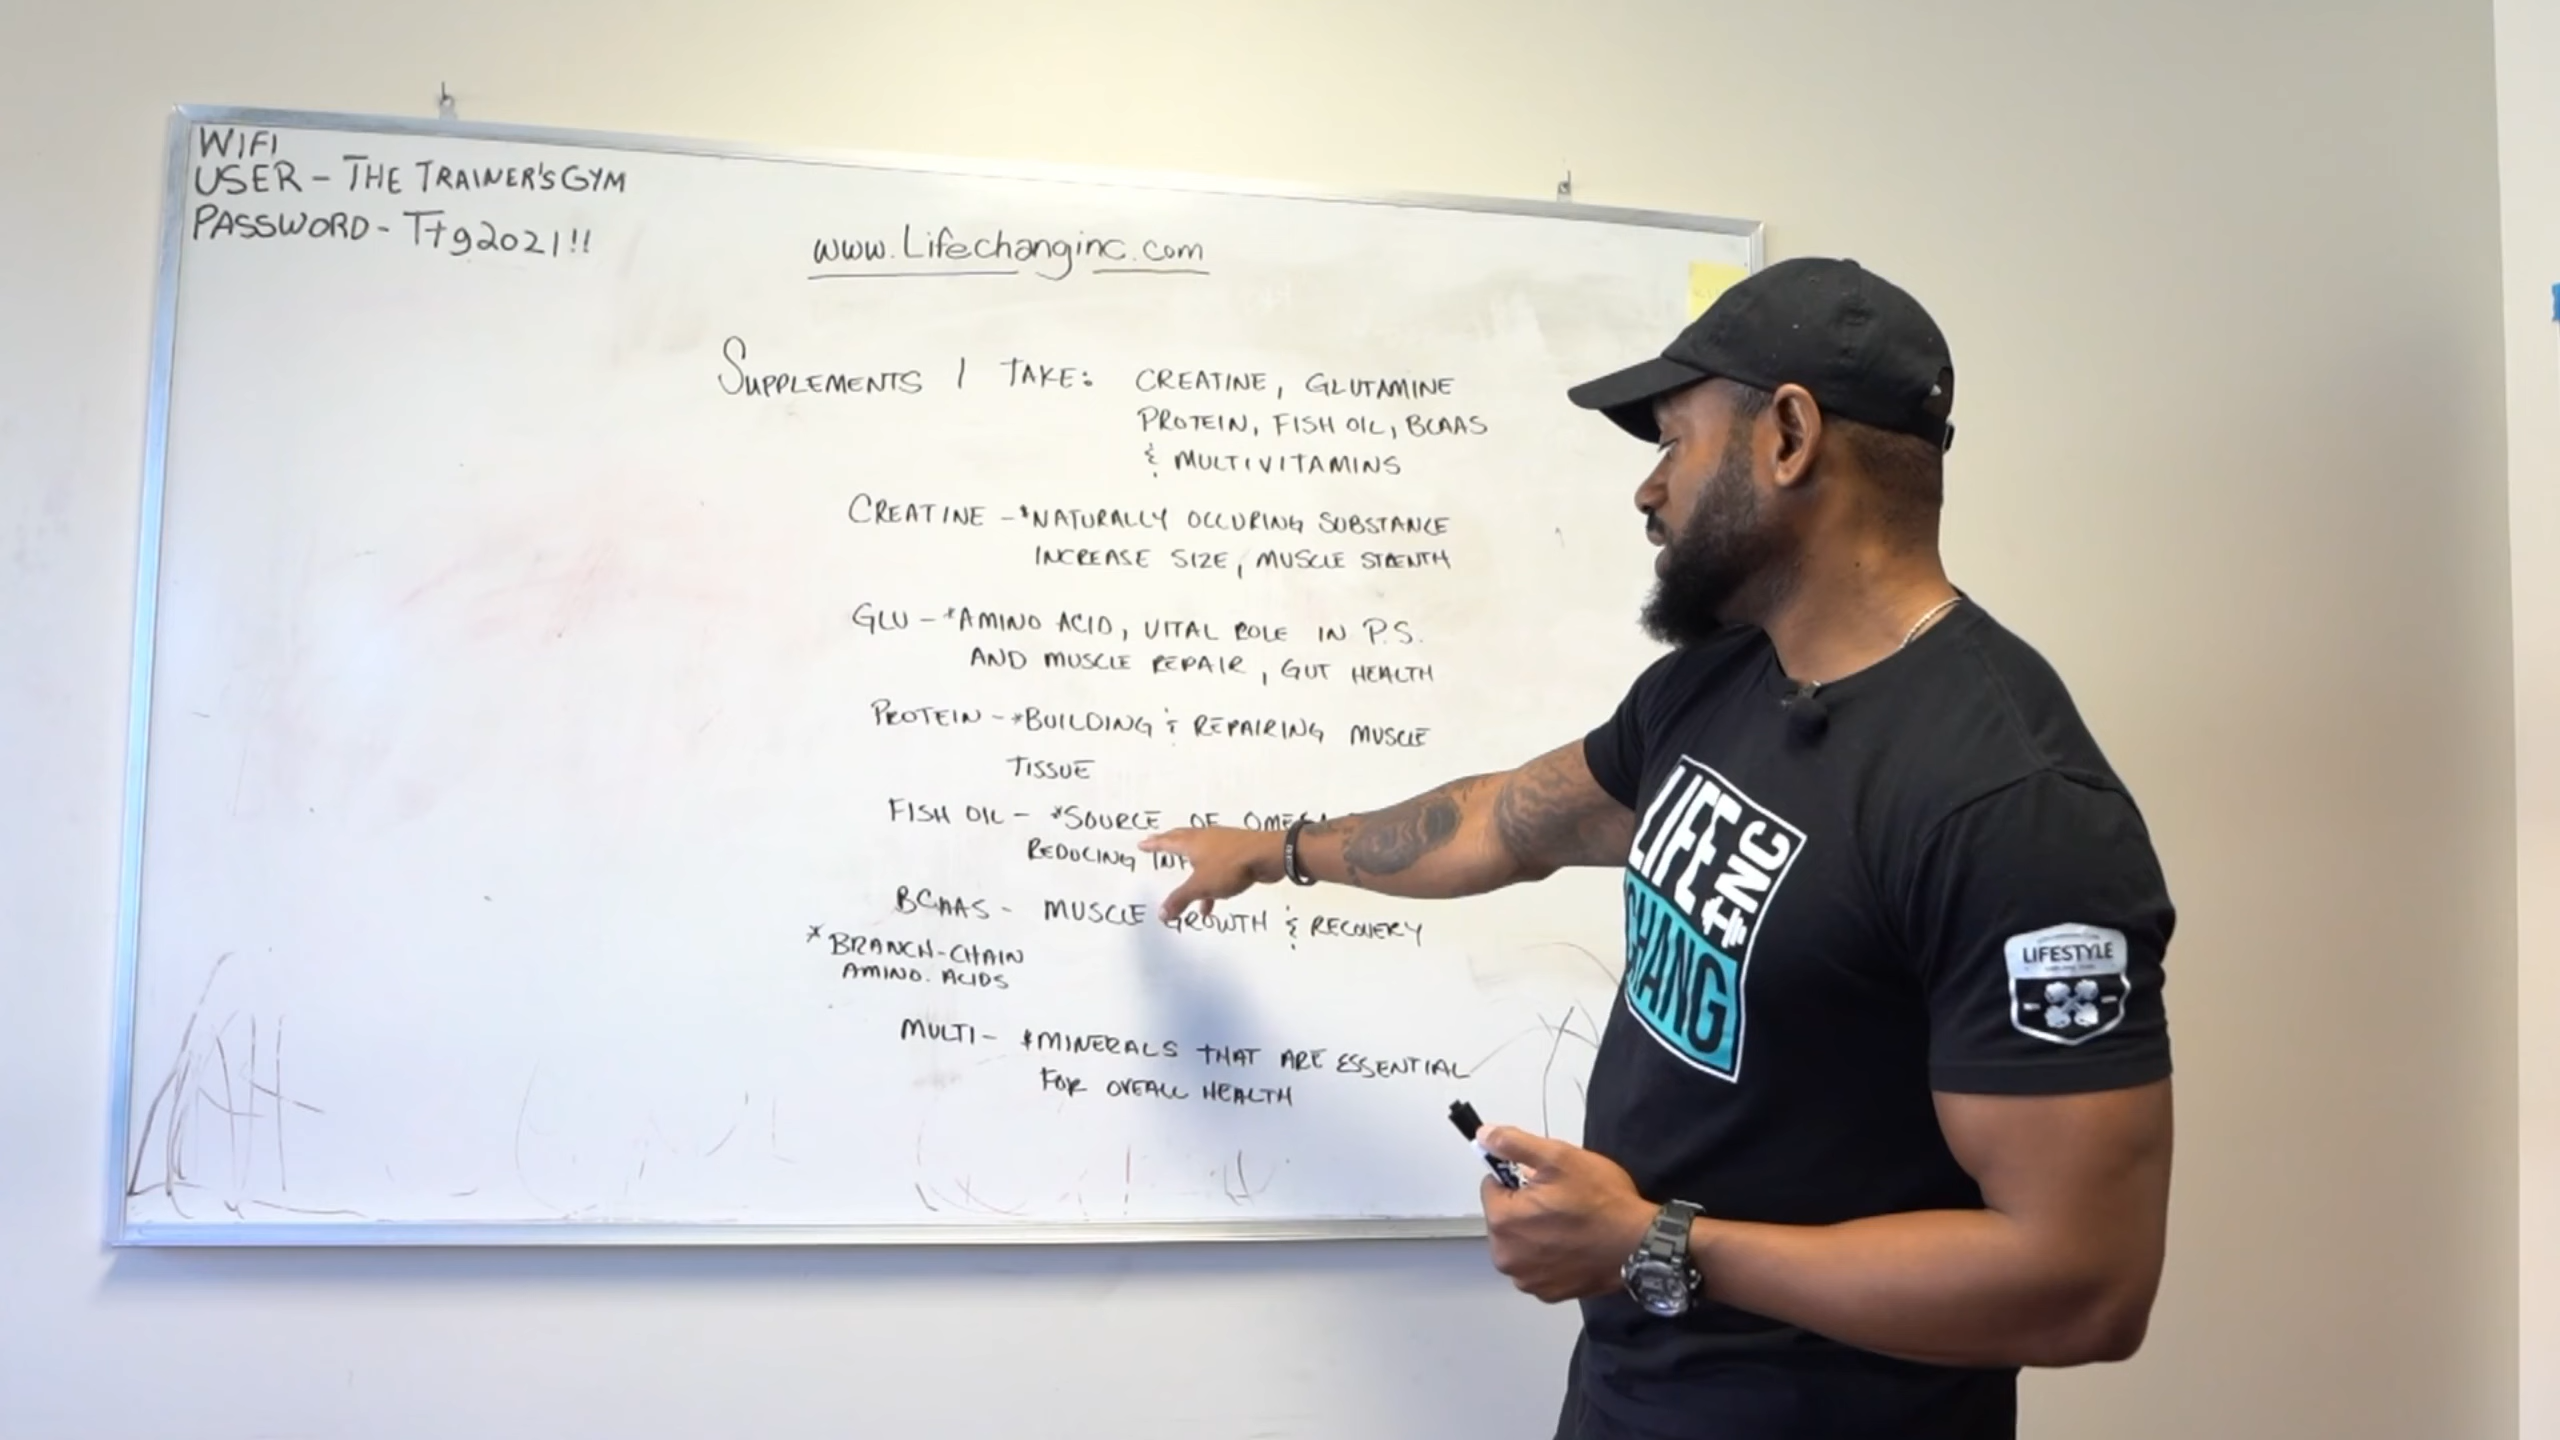 WIFI
USER - THE TRAINER'S GYM
PASSWORD - Ttg2021!!
www.Lifechanginc.com
SUPPLEMENTS I TAKE: CREATINE, GLUTAMINE
PROTEIN, FISH OIL, BCAAS
& MULTIVITAMINS
CREATINE - *NATURALLY OCCURING SUBSTANCE
INCREASE SIZE, MUSCLE STRENTH
GLU - *AMINO ACID, VITAL ROLE IN P.S.
AND MUSCLE REPAIR, GUT HEALTH
PROTEIN - *BUILDING & REPAIRING MUSCLE
TISSUE
FISH OIL - *SOURCE OF OMEGA
REDUCING INF
BCAAS - MUSCLE GROWTH & RECOVERY
*BRANCH-CHAIN
AMINO. ACIDS
MULTI - *MINERALS THAT ARE ESSENTIAL
FOR OVEALL HEALTH
LIFE
CHANG
INC
LIFESTYLE